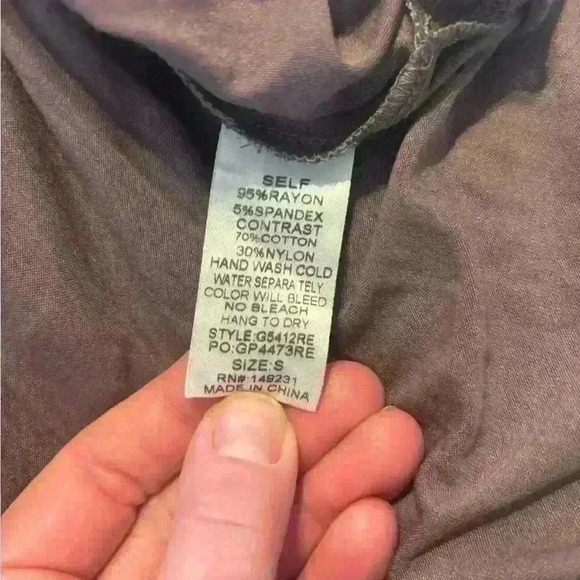 SELF
95%RAYON
5%SPANDEX
CONTRAST
70%COTTON
30%NYLON
HAND WASH COLD
WATER SEPARA TELY
COLOR WILL BLEED
NO BLEACH
HANG TO DRY
STYLE:G5412RE
PO:GP4473RE
SIZE:S
RN#:149231
MADE IN CHINA